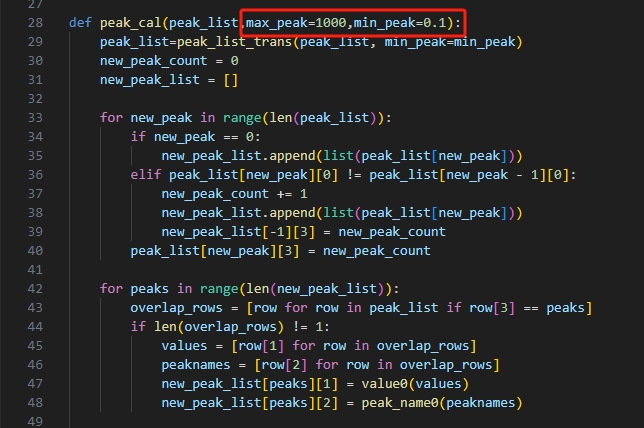 27
28 def peak_cal(peak_list,max_peak=1000,min_peak=0.1):
29     peak_list=peak_list_trans(peak_list, min_peak=min_peak)
30     new_peak_count = 0
31     new_peak_list = []
32
33     for new_peak in range(len(peak_list)):
34         if new_peak == 0:
35             new_peak_list.append(list(peak_list[new_peak]))
36         elif peak_list[new_peak][0] != peak_list[new_peak - 1][0]:
37             new_peak_count += 1
38             new_peak_list.append(list(peak_list[new_peak]))
39             new_peak_list[-1][3] = new_peak_count
40         peak_list[new_peak][3] = new_peak_count
41
42     for peaks in range(len(new_peak_list)):
43         overlap_rows = [row for row in peak_list if row[3] == peaks]
44         if len(overlap_rows) != 1:
45             values = [row[1] for row in overlap_rows]
46             peaknames = [row[2] for row in overlap_rows]
47             new_peak_list[peaks][1] = value0(values)
48             new_peak_list[peaks][2] = peak_name0(peaknames)
49